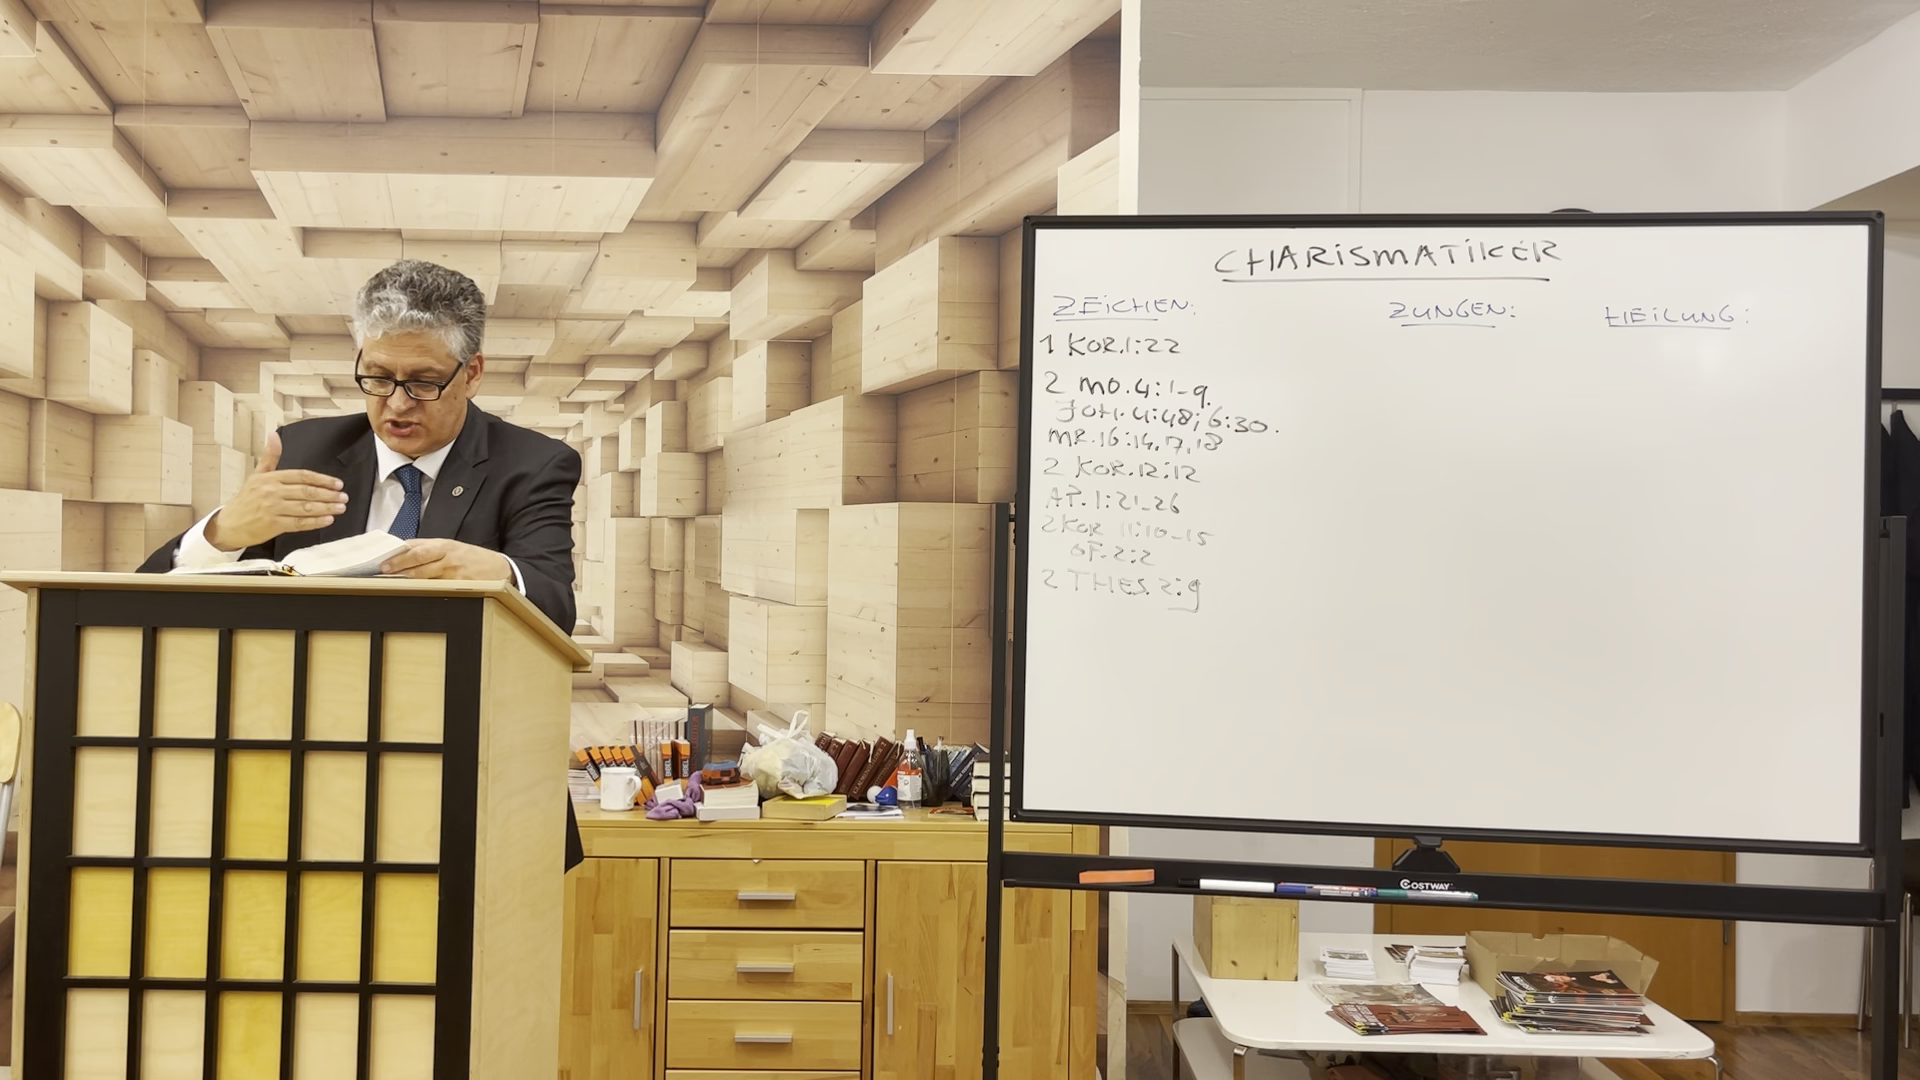 CHARISMATIKER
ZEICHEN:
ZUNGEN:
HEILUNG:
1 KOR.1:22
2 MO.4:1-9.
JOH.4:48; 6:30.
MR.16:14,17,18
2 KOR.12:12
AP.1:21-26
2 KOR 11:10-15
OF.2:2
2 THES.2:9
COSTWAY